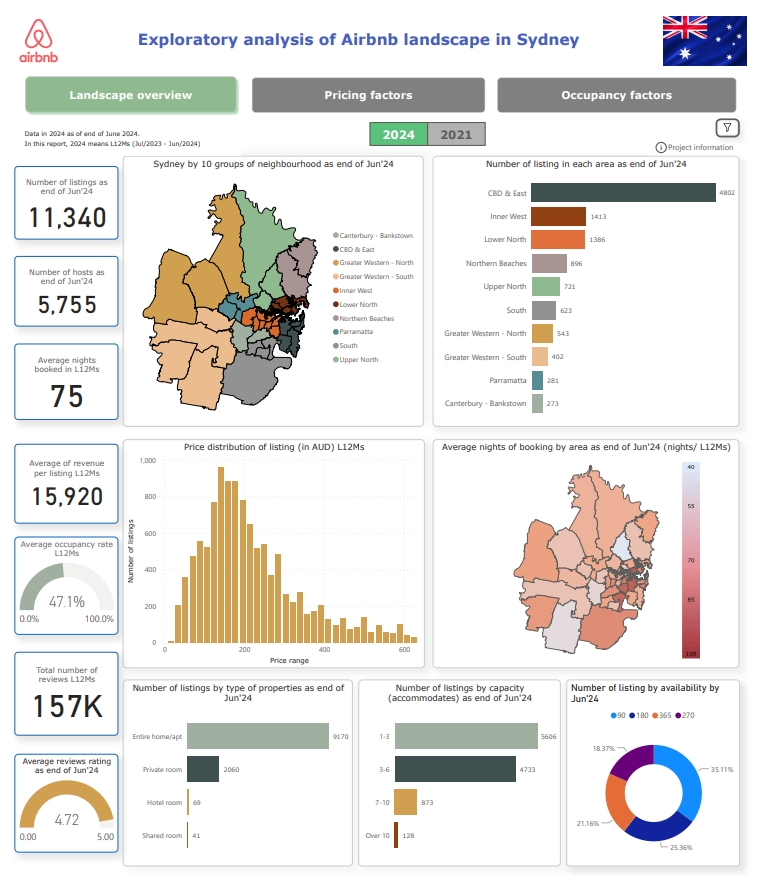 airbnb
Exploratory analysis of Airbnb landscape in Sydney
Landscape overview
Pricing factors
Occupancy factors
Data in 2024 as of end of June 2024.
In this report, 2024 means L12Ms (Jul/2023 - Jun/2024)
2024
2021
Project information
Number of listings as
end of Jun'24
11,340
Number of hosts as
end of Jun'24
5,755
Average nights
booked in L12Ms
75
Sydney by 10 groups of neighbourhood as end of Jun'24
Canterbury - Bankstown
CBD & East
Greater Western - North
Greater Western - South
Inner West
Lower North
Northern Beaches
Parramatta
South
Upper North
Number of listing in each area as end of Jun'24
CBD & East
4802
Inner West
1413
Lower North
1386
Northern Beaches
896
Upper North
721
South
623
Greater Western - North
543
Greater Western - South
402
Parramatta
281
Canterbury - Bankstown
273
Average of revenue
per listing L12Ms
15,920
Average occupancy rate
L12Ms
47.1%
0.0%
100.0%
Total number of
reviews L12Ms
157K
Average reviews rating
as end of Jun'24
4.72
0.00
5.00
Price distribution of listing (in AUD) L12Ms
Number of listings
1,000
800
600
400
200
0
0
200
400
600
Price range
Average nights of booking by area as end of Jun'24 (nights/ L12Ms)
40
55
70
85
100
Number of listings by type of properties as end of
Jun'24
Entire home/apt
9170
Private room
2060
Hotel room
69
Shared room
41
Number of listings by capacity
(accommodates) as end of Jun'24
1-3
5606
3-6
4733
7-10
873
Over 10
128
Number of listing by availability by
Jun'24
90
180
365
270
18.37%
35.11%
21.16%
25.36%